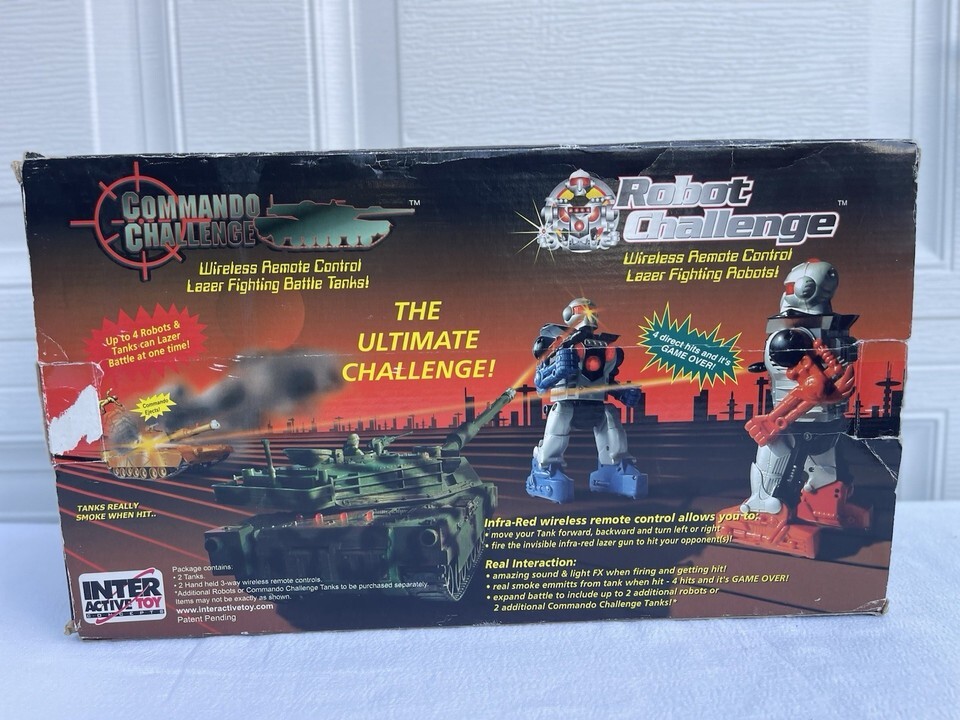 COMMANDO
CHALLENGE
TM
Wireless Remote Control
Lazer Fighting Battle Tanks!
Robot
Challenge
TM
Wireless Remote Control
Lazer Fighting Robots!
Up to 4 Robots &
Tanks can Lazer
Battle at one time!
THE
ULTIMATE
CHALLENGE!
4 direct hits and it's
GAME OVER!
Commando
Ejects!
TANKS REALLY
SMOKE WHEN HIT..
Infra-Red wireless remote control allows you to:
• move your Tank forward, backward and turn left or right
• fire the invisible infra-red lazer gun to hit your opponent(s)!
Real Interaction:
• amazing sound & light FX when firing and getting hit!
• real smoke emmitts from tank when hit - 4 hits and it's GAME OVER!
• expand battle to include up to 2 additional robots or
2 additional Commando Challenge Tanks!*
INTER
ACTIVE TOY
CONCEPTS
Package contains:
• 2 Tanks.
• 2 Hand held 3-way wireless remote controls.
*Additional Robots or Commando Challenge Tanks to be purchased separately.
Items may not be exactly as shown.
www.interactivetoy.com
Patent Pending